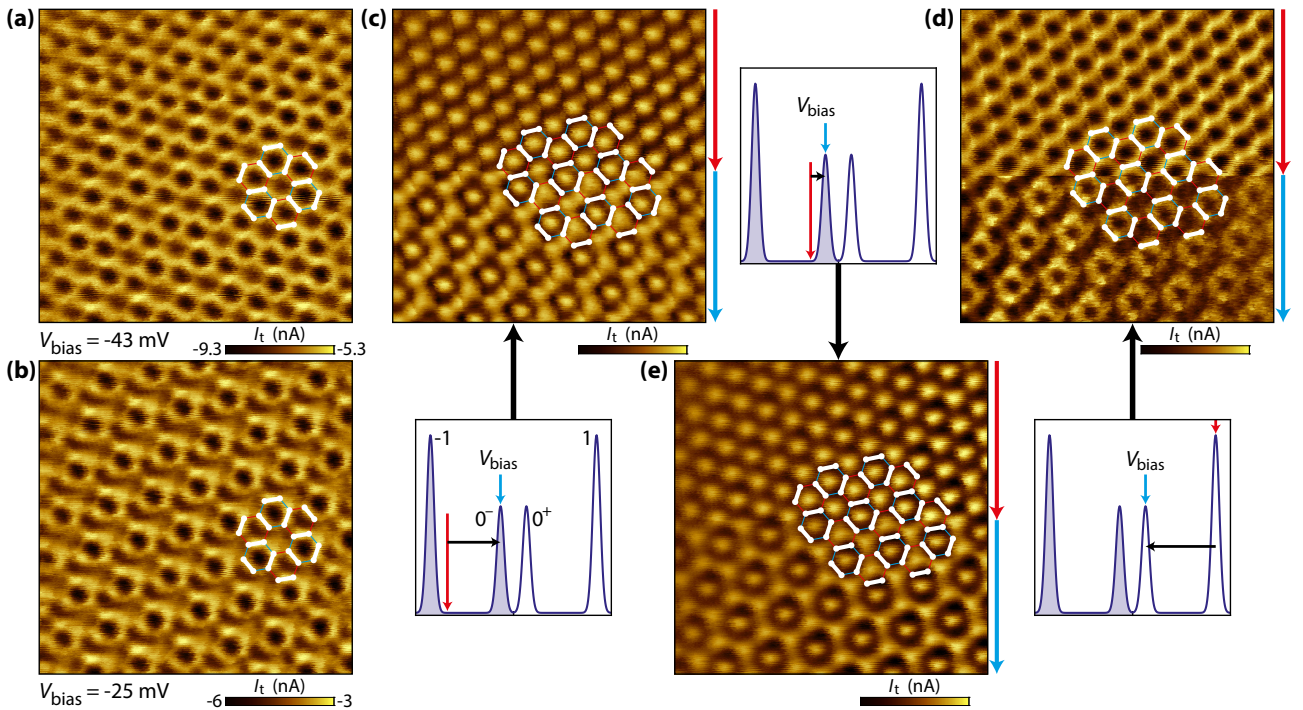 (a)
V_bias = -43 mV
I_t (nA)
-9.3 -5.3
(b)
V_bias = -25 mV
I_t (nA)
-6 -3
(c)
I_t (nA)
-1 1
V_bias
0⁻ 0⁺
V_bias
(d)
I_t (nA)
(e)
I_t (nA)
V_bias